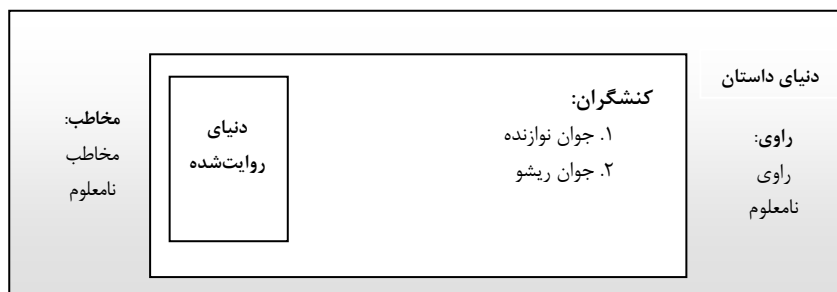 دنیای داستان
راوی:
راوی
نامعلوم
کنشگران:
۱. جوان نوازنده
۲. جوان ریشو
دنیای
روایت‌شده
مخاطب:
مخاطب
نامعلوم